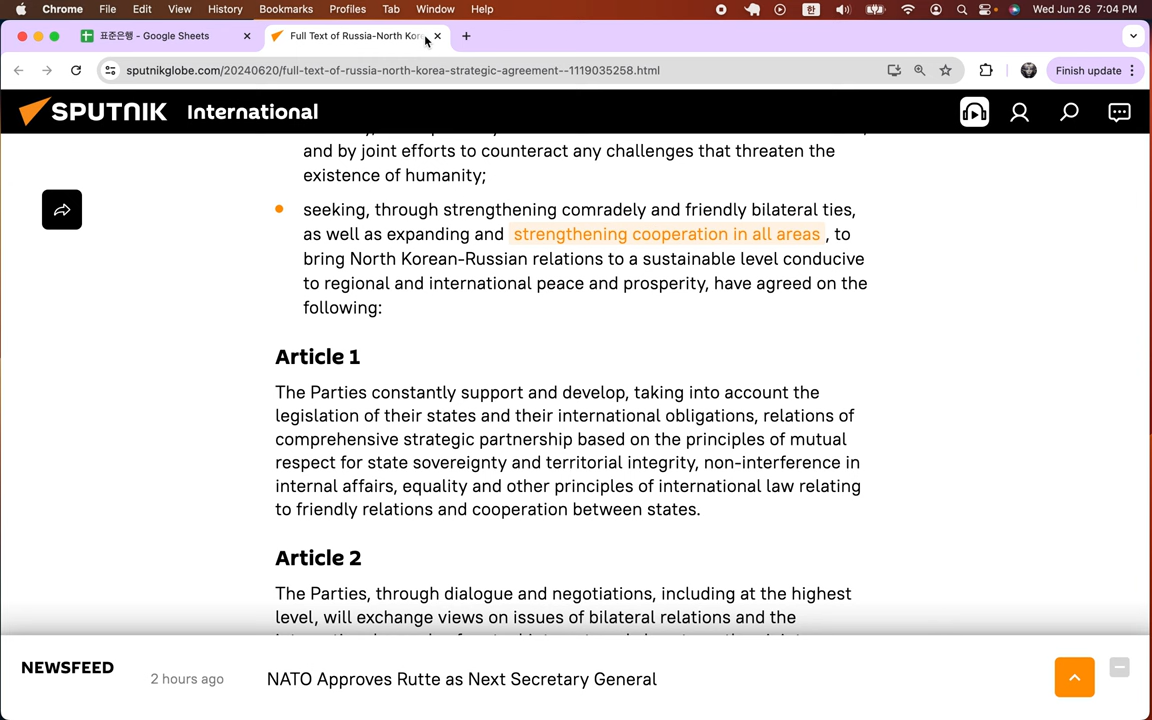 Chrome File Edit View History Bookmarks Profiles Tab Window Help 한 Wed Jun 26 7:04 PM
표준은행 - Google Sheets Full Text of Russia-North Kor
sputnikglobe.com/20240620/full-text-of-russia-north-korea-strategic-agreement--1119035258.html Finish update
SPUTNIK International
and by joint efforts to counteract any challenges that threaten the
existence of humanity;
seeking, through strengthening comradely and friendly bilateral ties,
as well as expanding and strengthening cooperation in all areas , to
bring North Korean-Russian relations to a sustainable level conducive
to regional and international peace and prosperity, have agreed on the
following:
Article 1
The Parties constantly support and develop, taking into account the
legislation of their states and their international obligations, relations of
comprehensive strategic partnership based on the principles of mutual
respect for state sovereignty and territorial integrity, non-interference in
internal affairs, equality and other principles of international law relating
to friendly relations and cooperation between states.
Article 2
The Parties, through dialogue and negotiations, including at the highest
level, will exchange views on issues of bilateral relations and the
NEWSFEED
2 hours ago
NATO Approves Rutte as Next Secretary General